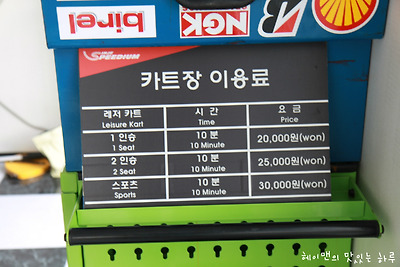 birel
NGK
SHELL
SPEEDIUM
카트장 이용료
레저 카트 시 간 요 금
Leisure Kart Time Price
1 인승 10 분 20,000원(won)
1 Seat 10 Minute
2 인승 10 분 25,000원(won)
2 Seat 10 Minute
스포츠 10 분 30,000원(won)
Sports 10 Minute
헤이맨의 맛있는 하루